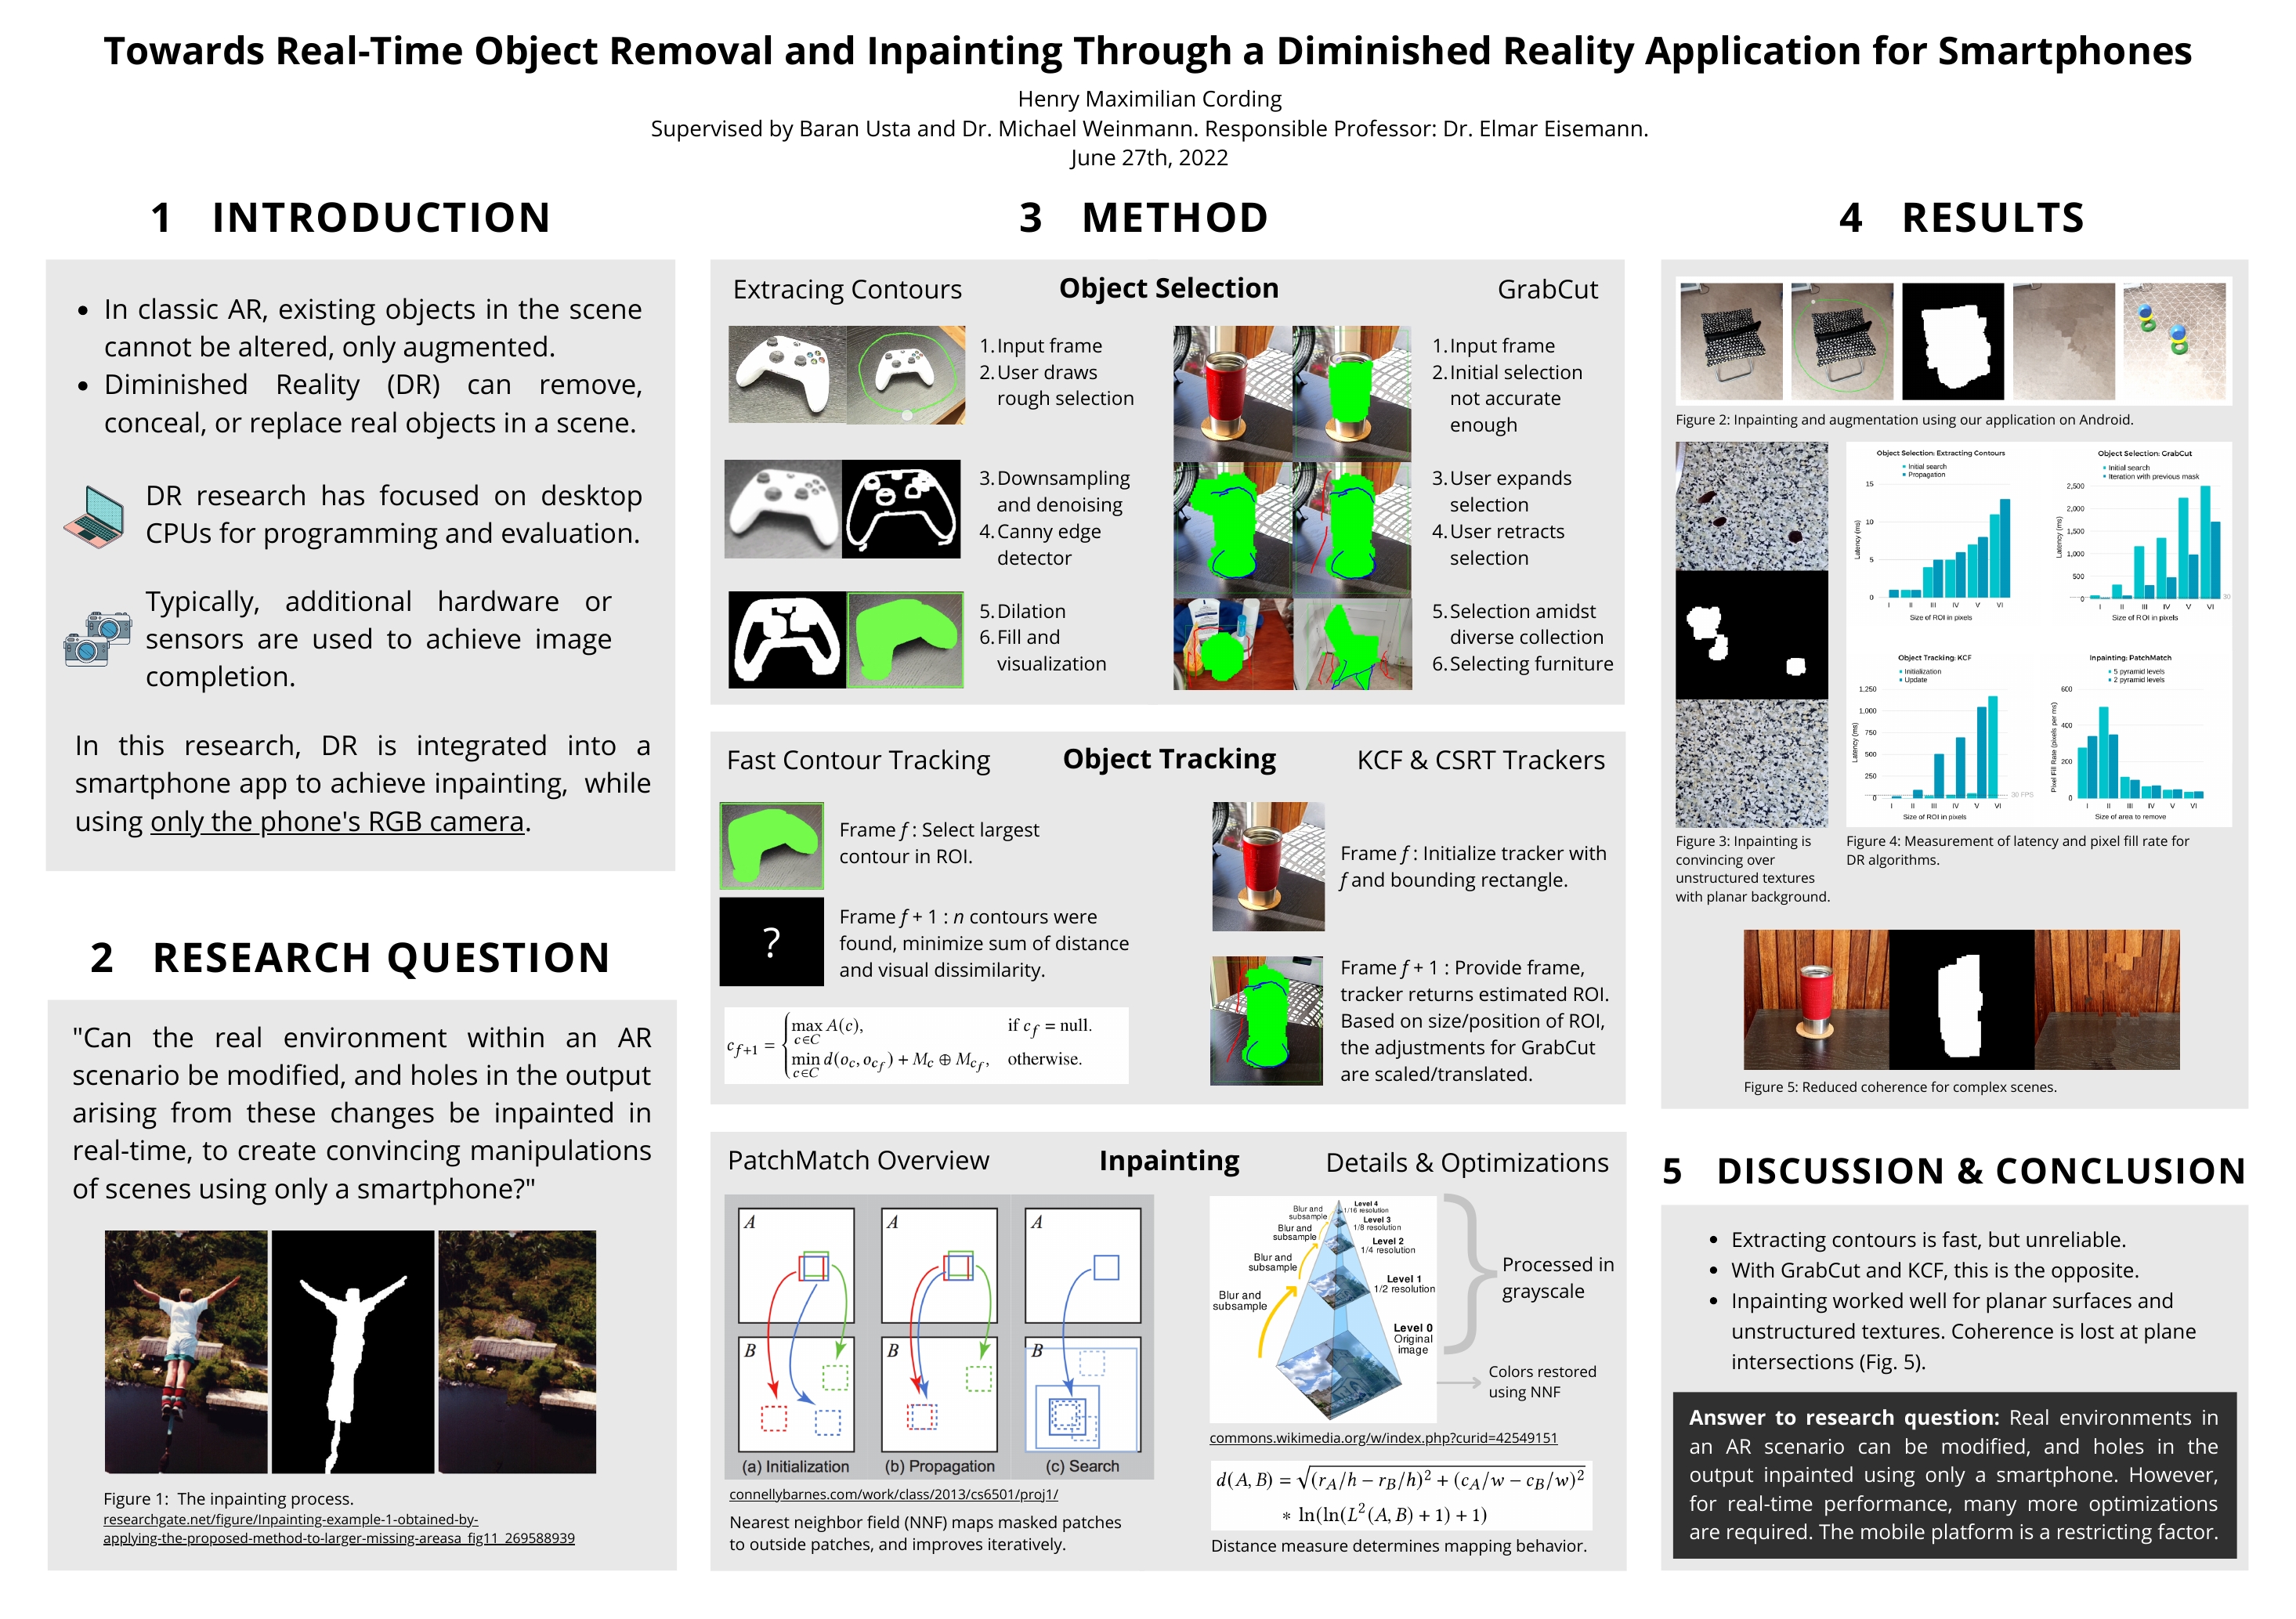 Towards Real-Time Object Removal and Inpainting Through a Diminished Reality Application for Smartphones
Henry Maximilian Cording
Supervised by Baran Usta and Dr. Michael Weinmann. Responsible Professor: Dr. Elmar Eisemann.
June 27th, 2022
1 INTRODUCTION
• In classic AR, existing objects in the scene
cannot be altered, only augmented.
• Diminished Reality (DR) can remove,
conceal, or replace real objects in a scene.
DR research has focused on desktop
CPUs for programming and evaluation.
Typically, additional hardware or
sensors are used to achieve image
completion.
In this research, DR is integrated into a
smartphone app to achieve inpainting, while
using only the phone's RGB camera.
2 RESEARCH QUESTION
"Can the real environment within an AR
scenario be modified, and holes in the output
arising from these changes be inpainted in
real-time, to create convincing manipulations
of scenes using only a smartphone?"
Figure 1: The inpainting process.
researchgate.net/figure/Inpainting-example-1-obtained-by-
applying-the-proposed-method-to-larger-missing-areasa_fig11_269588939
3 METHOD
Extracing Contours
Object Selection
GrabCut
1. Input frame
2. User draws
rough selection
3. Downsampling
and denoising
4. Canny edge
detector
5. Dilation
6. Fill and
visualization
1. Input frame
2. Initial selection
not accurate
enough
3. User expands
selection
4. User retracts
selection
5. Selection amidst
diverse collection
6. Selecting furniture
Fast Contour Tracking
Object Tracking
KCF & CSRT Trackers
Frame f : Select largest
contour in ROI.
?
Frame f + 1 : n contours were
found, minimize sum of distance
and visual dissimilarity.
c_{f+1} = { max_{c∈C} A(c), if c_f = null.
min_{c∈C} d(o_c, o_{c_f}) + M_c ⊕ M_{c_f}, otherwise.
Frame f : Initialize tracker with
f and bounding rectangle.
Frame f + 1 : Provide frame,
tracker returns estimated ROI.
Based on size/position of ROI,
the adjustments for GrabCut
are scaled/translated.
PatchMatch Overview
Inpainting
Details & Optimizations
A A A
B B B
(a) Initialization (b) Propagation (c) Search
connellybarnes.com/work/class/2013/cs6501/proj1/
Nearest neighbor field (NNF) maps masked patches
to outside patches, and improves iteratively.
Level 4
1/16 resolution
Level 3
1/8 resolution
Level 2
1/4 resolution
Level 1
1/2 resolution
Level 0
Original
image
Blur and
subsample
Blur and
subsample
Blur and
subsample
Blur and
subsample
Processed in
grayscale
Colors restored
using NNF
commons.wikimedia.org/w/index.php?curid=42549151
d(A, B) = √((r_A/h − r_B/h)² + (c_A/w − c_B/w)²
∗ ln(ln(L²(A, B) + 1) + 1)
Distance measure determines mapping behavior.
4 RESULTS
Figure 2: Inpainting and augmentation using our application on Android.
Object Selection: Extracting Contours
Initial search
Propagation
Latency (ms)
15
10
5
0
I II III IV V VI
Size of ROI in pixels
Object Selection: GrabCut
Initial search
Iteration with previous mask
Latency (ms)
2,500
2,000
1,500
1,000
500
0
30
I II III IV V VI
Size of ROI in pixels
Object Tracking: KCF
Initialization
Update
Latency (ms)
1,250
1,000
750
500
250
0
30 FPS
I II III IV V VI
Size of ROI in pixels
Inpainting: PatchMatch
5 pyramid levels
2 pyramid levels
Pixel Fill Rate (pixels per ms)
600
400
200
0
I II III IV V VI
Size of area to remove
Figure 3: Inpainting is
convincing over
unstructured textures
with planar background.
Figure 4: Measurement of latency and pixel fill rate for
DR algorithms.
Figure 5: Reduced coherence for complex scenes.
5 DISCUSSION & CONCLUSION
• Extracting contours is fast, but unreliable.
• With GrabCut and KCF, this is the opposite.
• Inpainting worked well for planar surfaces and
unstructured textures. Coherence is lost at plane
intersections (Fig. 5).
Answer to research question: Real environments in
an AR scenario can be modified, and holes in the
output inpainted using only a smartphone. However,
for real-time performance, many more optimizations
are required. The mobile platform is a restricting factor.